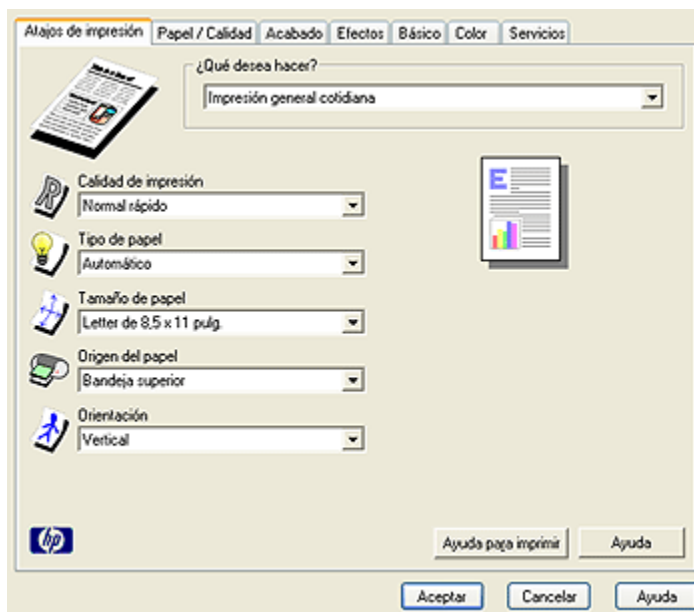 Atajos de impresión Papel / Calidad Acabado Efectos Básico Color Servicios
¿Qué desea hacer?
Impresión general cotidiana
Calidad de impresión
Normal rápido
Tipo de papel
Automático
Tamaño de papel
Letter de 8,5 x 11 pulg.
Origen del papel
Bandeja superior
Orientación
Vertical
E
hp
Ayuda para imprimir Ayuda
Aceptar Cancelar Ayuda